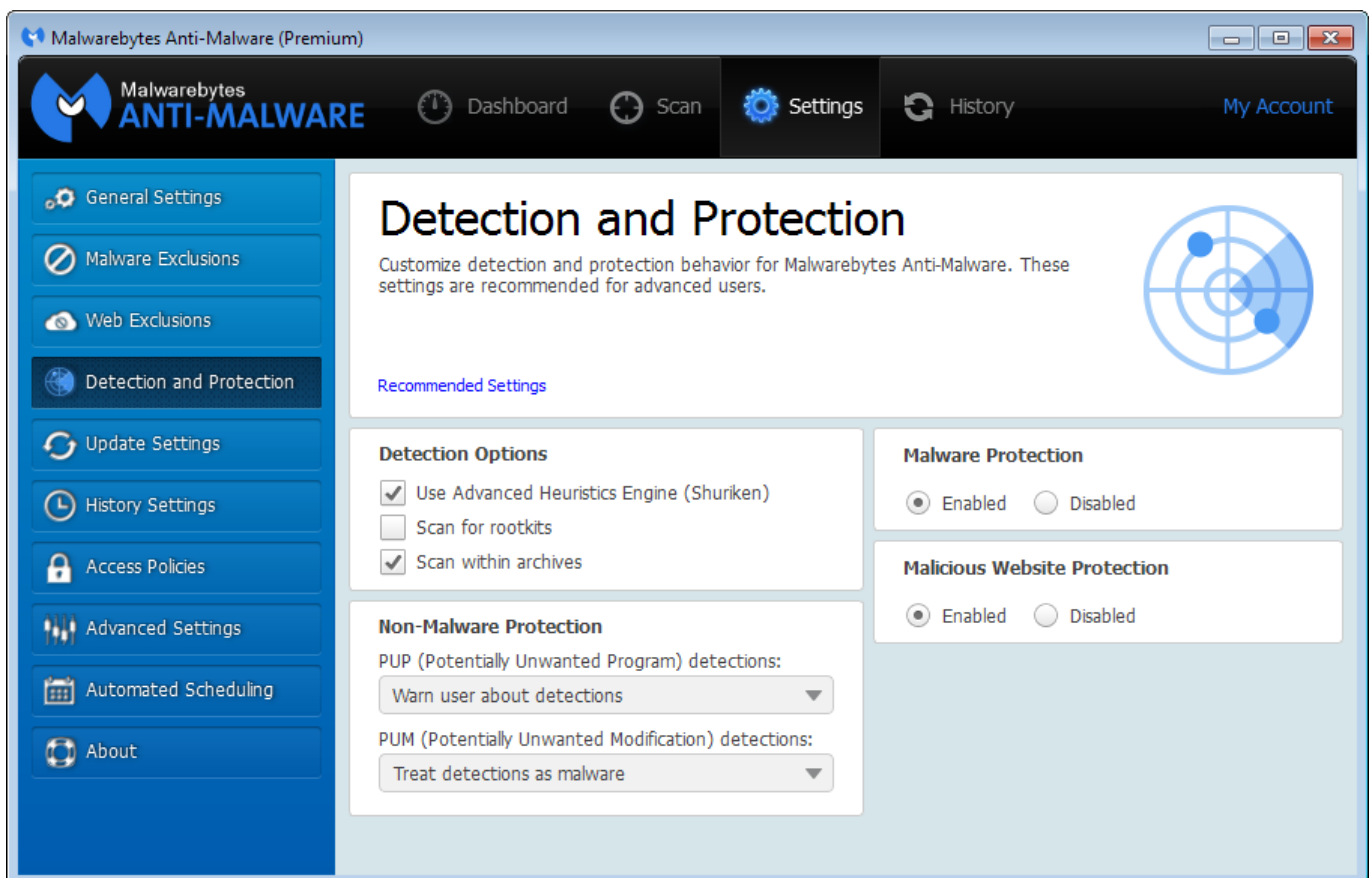 Malwarebytes Anti-Malware (Premium)
Malwarebytes
ANTI-MALWARE
Dashboard
Scan
Settings
History
My Account
General Settings
Malware Exclusions
Web Exclusions
Detection and Protection
Update Settings
History Settings
Access Policies
Advanced Settings
Automated Scheduling
About
Detection and Protection
Customize detection and protection behavior for Malwarebytes Anti-Malware. These
settings are recommended for advanced users.
Recommended Settings
Detection Options
Use Advanced Heuristics Engine (Shuriken)
Scan for rootkits
Scan within archives
Non-Malware Protection
PUP (Potentially Unwanted Program) detections:
Warn user about detections
PUM (Potentially Unwanted Modification) detections:
Treat detections as malware
Malware Protection
Enabled
Disabled
Malicious Website Protection
Enabled
Disabled